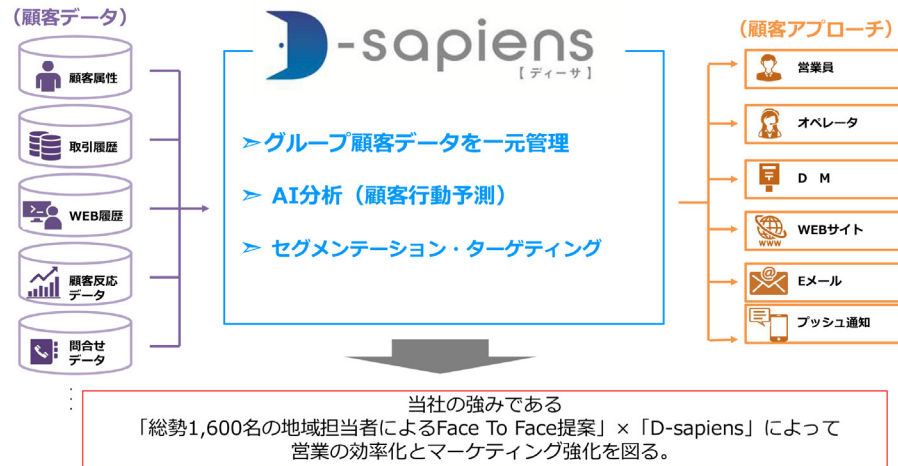 （顧客データ）
顧客属性
取引履歴
WEB履歴
顧客反応
データ
問合せ
データ
D-sapiens
【ディーサ】
➣グループ顧客データを一元管理
➣ AI分析（顧客行動予測）
➣ セグメンテーション・ターゲティング
（顧客アプローチ）
営業員
オペレータ
D M
WWW
WEBサイト
@
Eメール
プッシュ通知
当社の強みである
「総勢1,600名の地域担当者によるFace To Face提案」×「D-sapiens」によって
営業の効率化とマーケティング強化を図る。